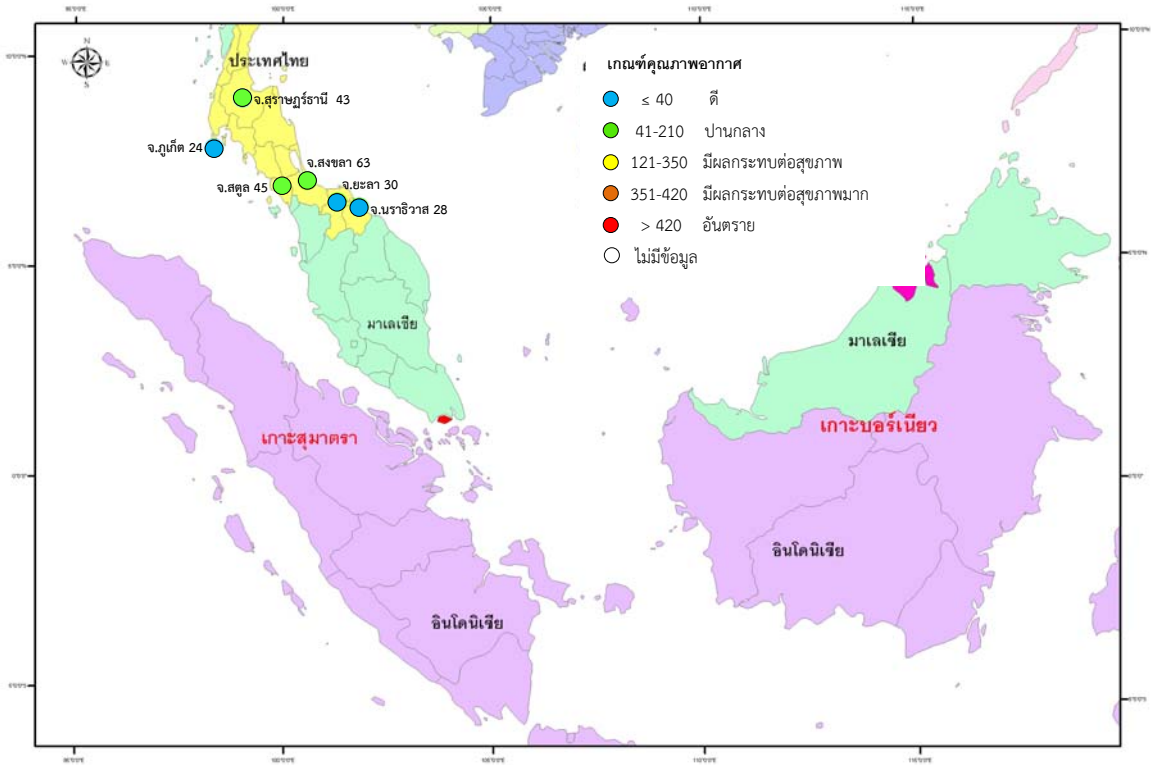 N
W
E
S
ประเทศไทย
จ.สุราษฎร์ธานี 43
จ.ภูเก็ต 24
จ.สงขลา 63
จ.สตูล 45
จ.ยะลา 30
จ.นราธิวาส 28
เกณฑ์คุณภาพอากาศ
≤ 40 ดี
41-210 ปานกลาง
121-350 มีผลกระทบต่อสุขภาพ
351-420 มีผลกระทบต่อสุขภาพมาก
> 420 อันตราย
ไม่มีข้อมูล
มาเลเซีย
มาเลเซีย
เกาะสุมาตรา
เกาะบอร์เนียว
อินโดนิเซีย
อินโดนิเซีย